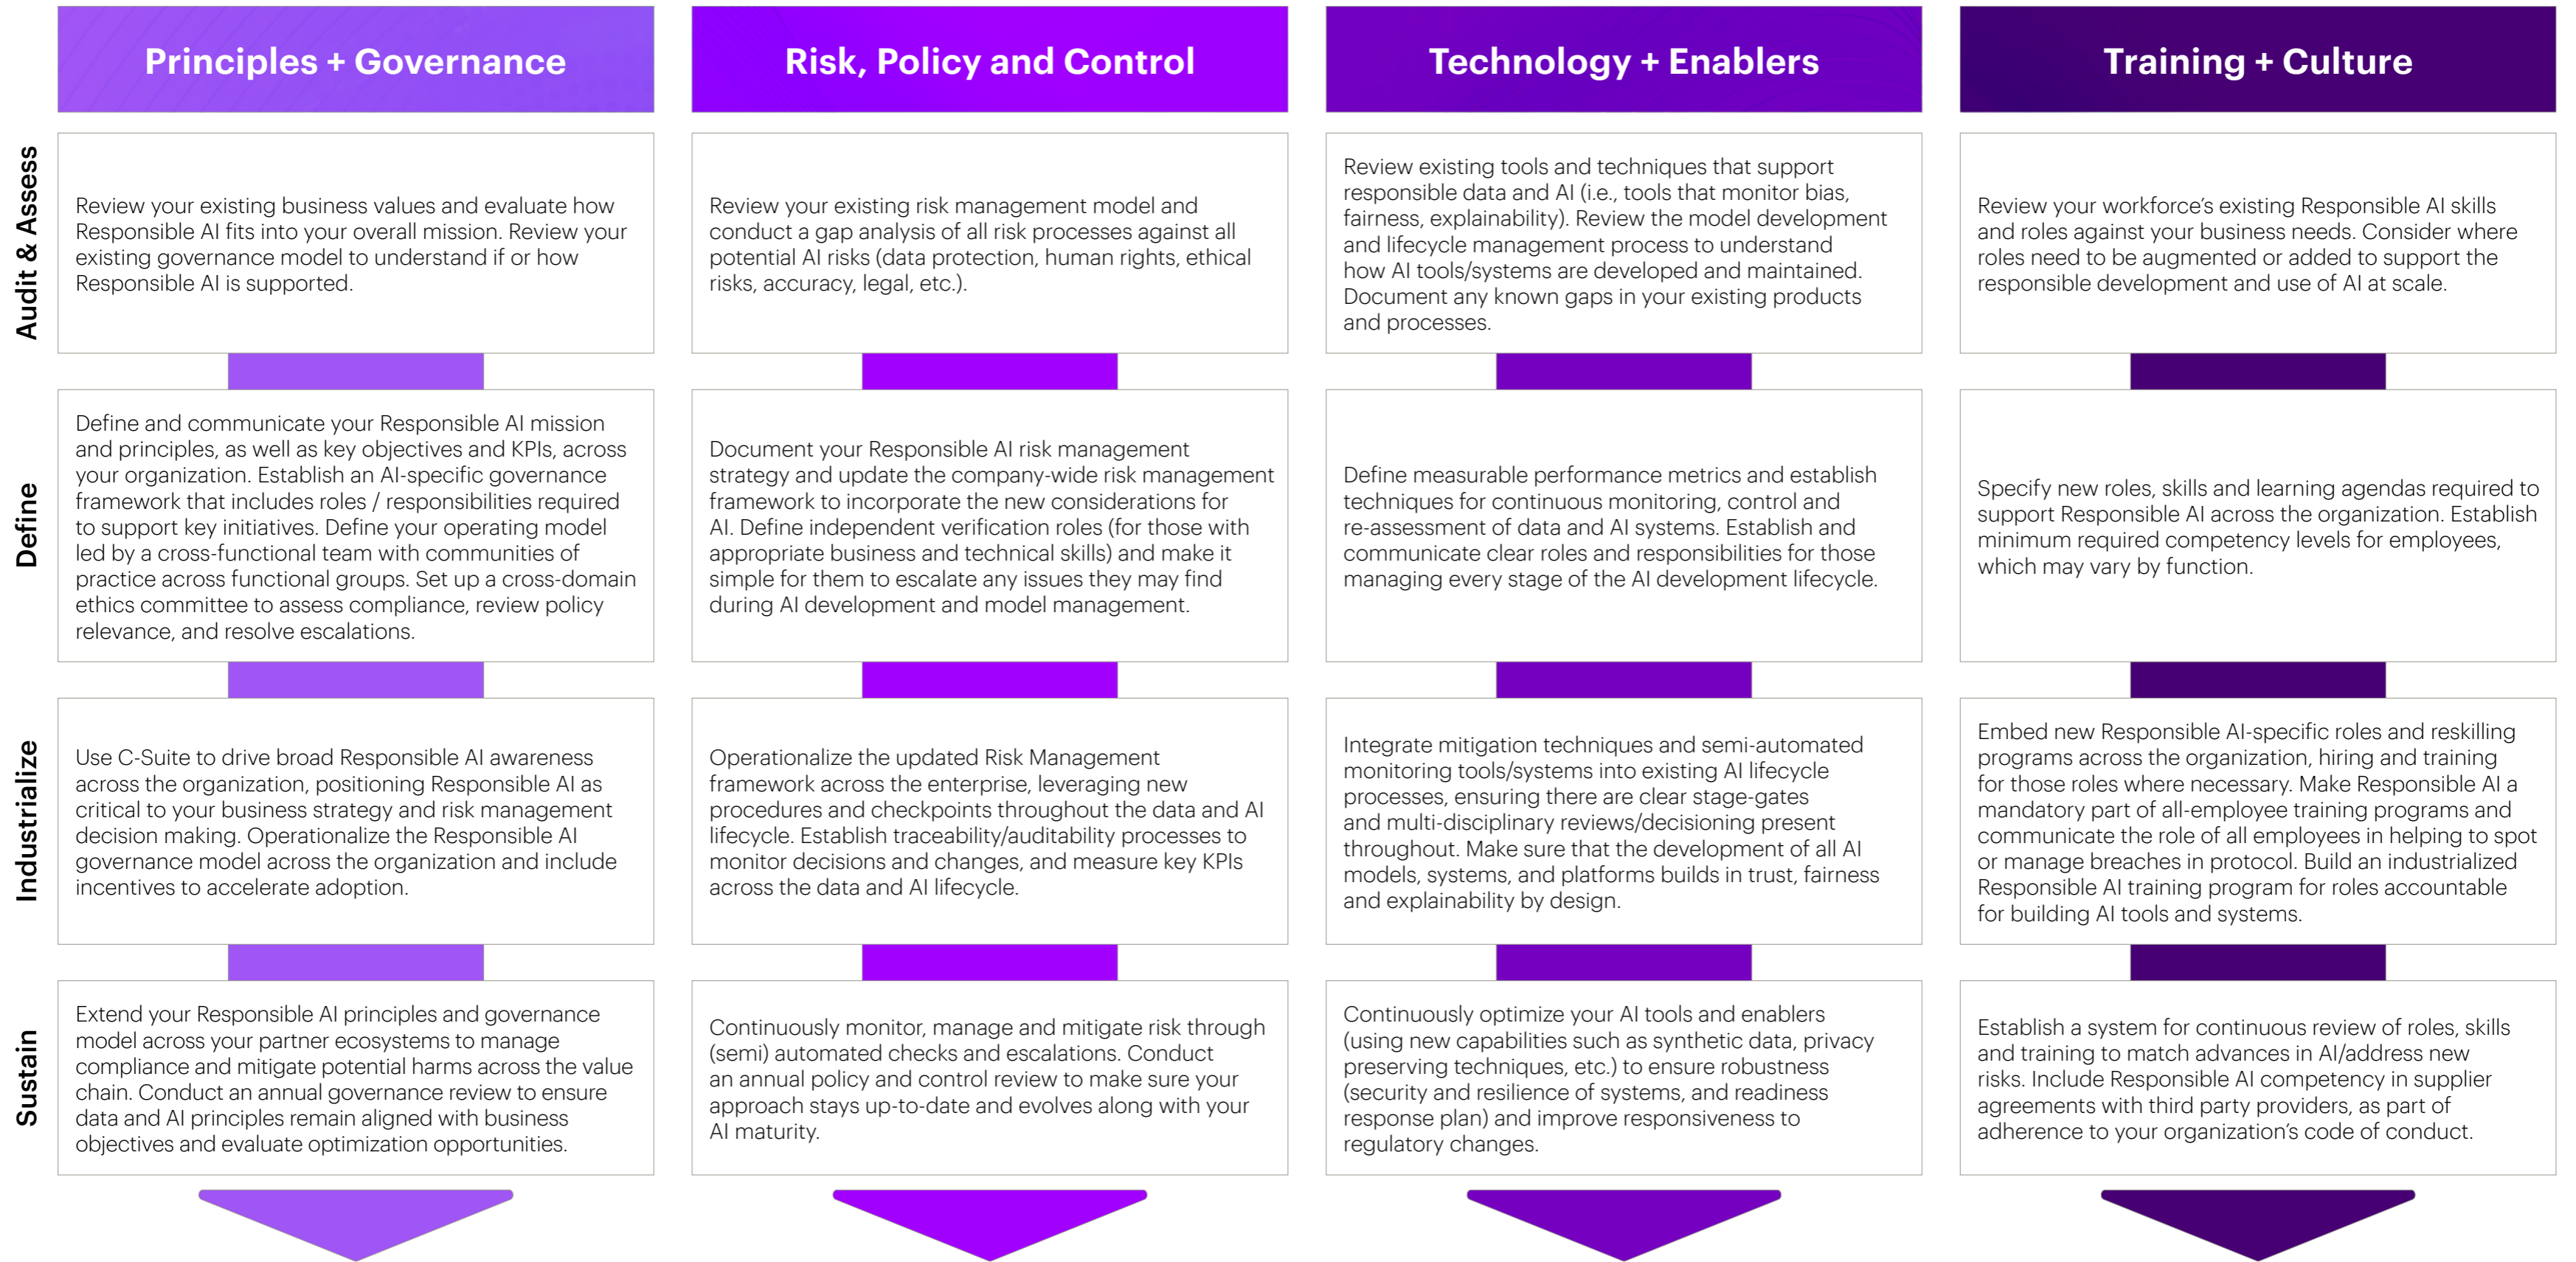 Principles + Governance
Risk, Policy and Control
Technology + Enablers
Training + Culture
Audit & Assess
Review your existing business values and evaluate how
Responsible AI fits into your overall mission. Review your
existing governance model to understand if or how
Responsible AI is supported.
Review your existing risk management model and
conduct a gap analysis of all risk processes against all
potential AI risks (data protection, human rights, ethical
risks, accuracy, legal, etc.).
Review existing tools and techniques that support
responsible data and AI (i.e., tools that monitor bias,
fairness, explainability). Review the model development
and lifecycle management process to understand
how AI tools/systems are developed and maintained.
Document any known gaps in your existing products
and processes.
Review your workforce’s existing Responsible AI skills
and roles against your business needs. Consider where
roles need to be augmented or added to support the
responsible development and use of AI at scale.
Define
Define and communicate your Responsible AI mission
and principles, as well as key objectives and KPIs, across
your organization. Establish an AI-specific governance
framework that includes roles / responsibilities required
to support key initiatives. Define your operating model
led by a cross-functional team with communities of
practice across functional groups. Set up a cross-domain
ethics committee to assess compliance, review policy
relevance, and resolve escalations.
Document your Responsible AI risk management
strategy and update the company-wide risk management
framework to incorporate the new considerations for
AI. Define independent verification roles (for those with
appropriate business and technical skills) and make it
simple for them to escalate any issues they may find
during AI development and model management.
Define measurable performance metrics and establish
techniques for continuous monitoring, control and
re-assessment of data and AI systems. Establish and
communicate clear roles and responsibilities for those
managing every stage of the AI development lifecycle.
Specify new roles, skills and learning agendas required to
support Responsible AI across the organization. Establish
minimum required competency levels for employees,
which may vary by function.
Industrialize
Use C-Suite to drive broad Responsible AI awareness
across the organization, positioning Responsible AI as
critical to your business strategy and risk management
decision making. Operationalize the Responsible AI
governance model across the organization and include
incentives to accelerate adoption.
Operationalize the updated Risk Management
framework across the enterprise, leveraging new
procedures and checkpoints throughout the data and AI
lifecycle. Establish traceability/auditability processes to
monitor decisions and changes, and measure key KPIs
across the data and AI lifecycle.
Integrate mitigation techniques and semi-automated
monitoring tools/systems into existing AI lifecycle
processes, ensuring there are clear stage-gates
and multi-disciplinary reviews/decisioning present
throughout. Make sure that the development of all AI
models, systems, and platforms builds in trust, fairness
and explainability by design.
Embed new Responsible AI-specific roles and reskilling
programs across the organization, hiring and training
for those roles where necessary. Make Responsible AI a
mandatory part of all-employee training programs and
communicate the role of all employees in helping to spot
or manage breaches in protocol. Build an industrialized
Responsible AI training program for roles accountable
for building AI tools and systems.
Sustain
Extend your Responsible AI principles and governance
model across your partner ecosystems to manage
compliance and mitigate potential harms across the value
chain. Conduct an annual governance review to ensure
data and AI principles remain aligned with business
objectives and evaluate optimization opportunities.
Continuously monitor, manage and mitigate risk through
(semi) automated checks and escalations. Conduct
an annual policy and control review to make sure your
approach stays up-to-date and evolves along with your
AI maturity.
Continuously optimize your AI tools and enablers
(using new capabilities such as synthetic data, privacy
preserving techniques, etc.) to ensure robustness
(security and resilience of systems, and readiness
response plan) and improve responsiveness to
regulatory changes.
Establish a system for continuous review of roles, skills
and training to match advances in AI/address new
risks. Include Responsible AI competency in supplier
agreements with third party providers, as part of
adherence to your organization’s code of conduct.